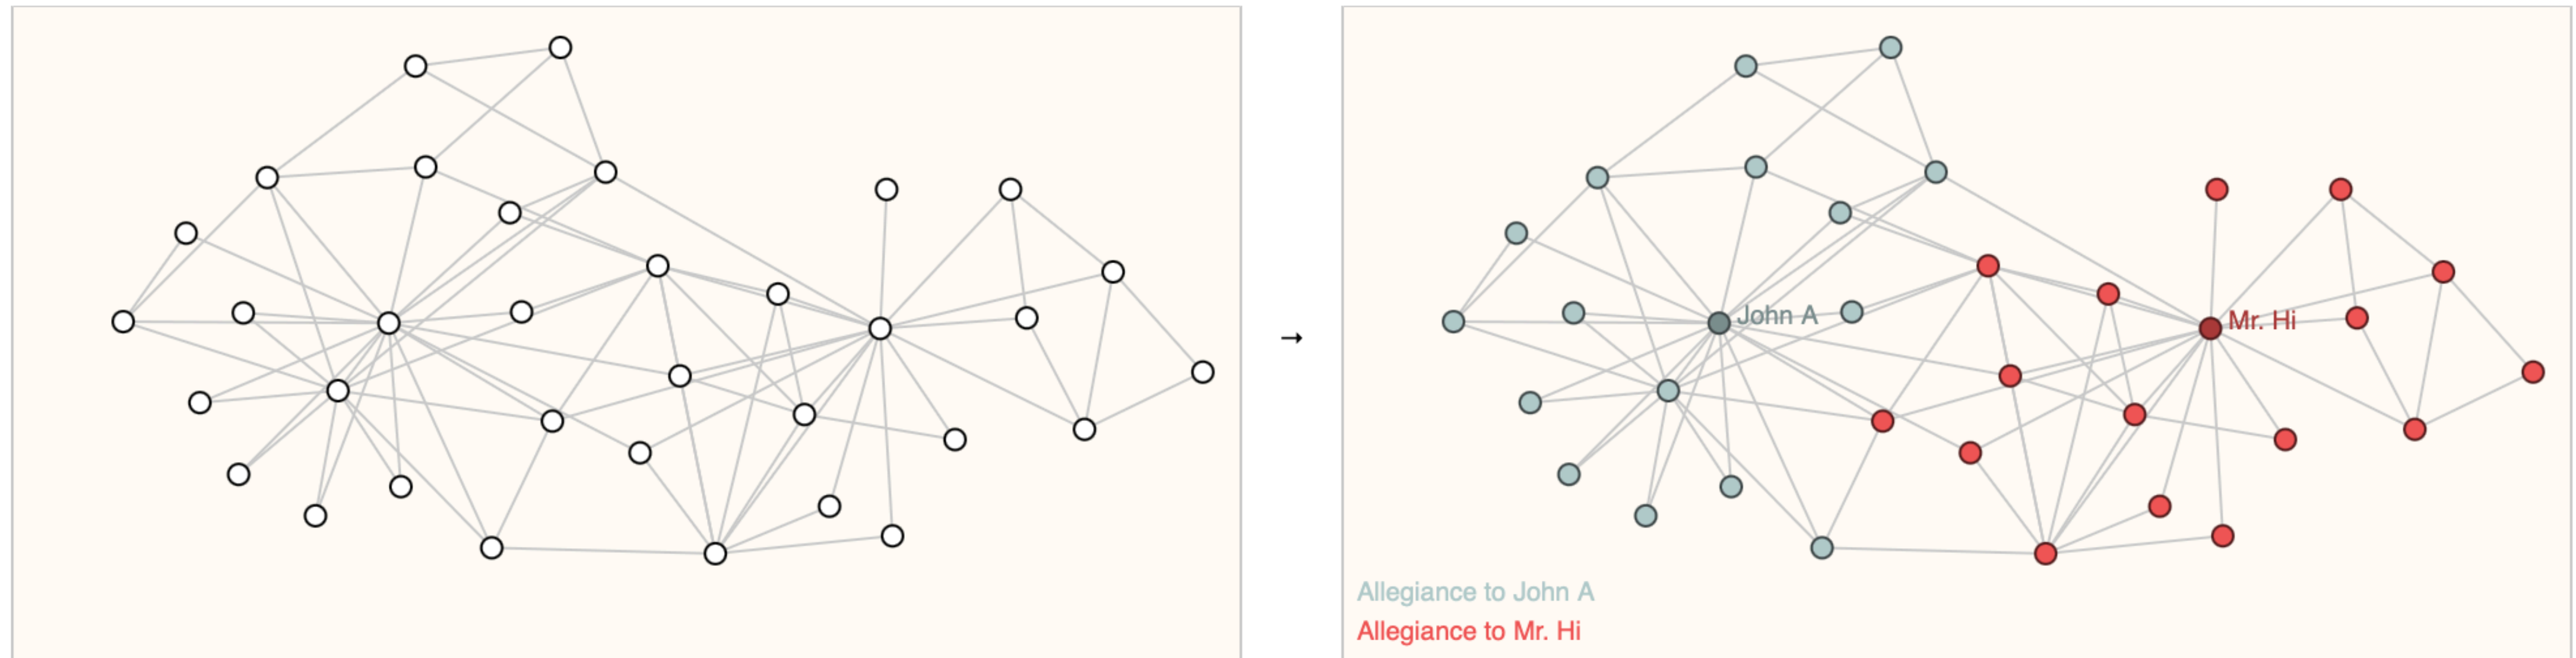 John A
Mr. Hi
Allegiance to John A
Allegiance to Mr. Hi